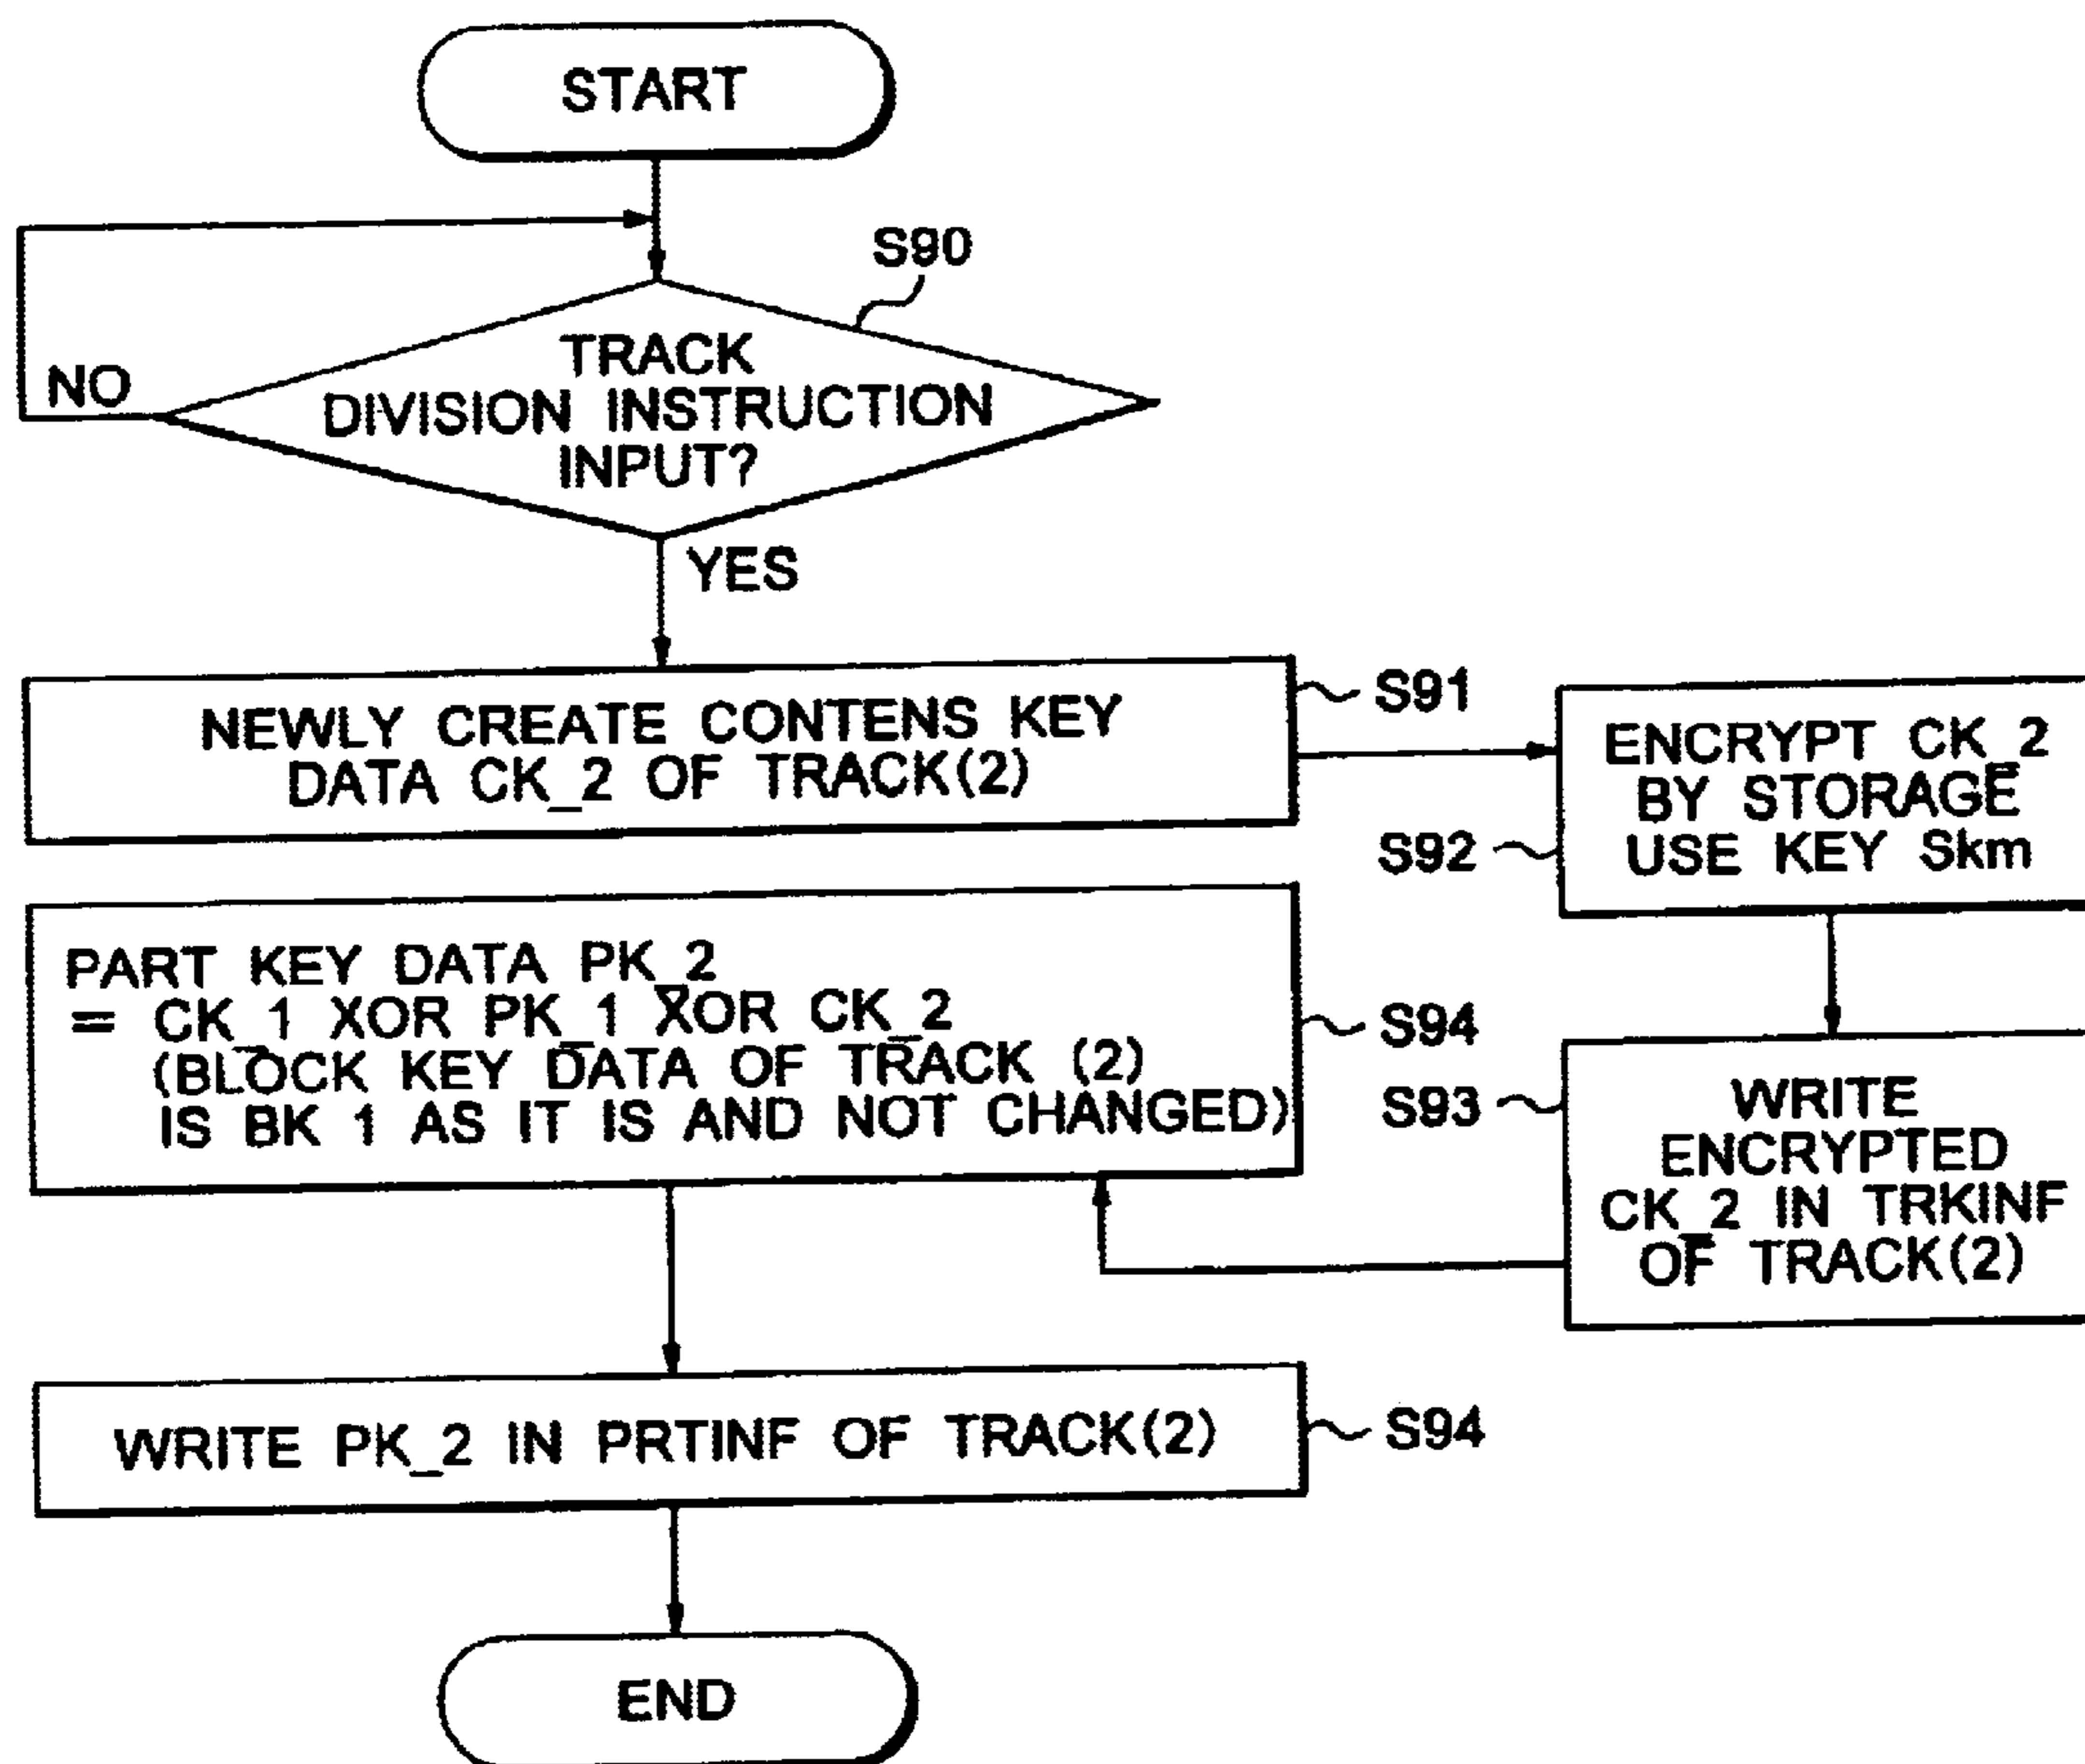 START
S90
TRACK
DIVISION INSTRUCTION
INPUT?
NO
YES
NEWLY CREATE CONTENS KEY
DATA CK_2 OF TRACK(2)
S91
ENCRYPT CK_2
BY STORAGE
USE KEY Skm
S92
WRITE
ENCRYPTED
CK_2 IN TRKINF
OF TRACK(2)
S93
PART KEY DATA PK_2
= CK_1 XOR PK_1 XOR CK_2
(BLOCK KEY DATA OF TRACK (2)
IS BK 1 AS IT IS AND NOT CHANGED)
S94
WRITE PK_2 IN PRTINF OF TRACK(2)
S94
END